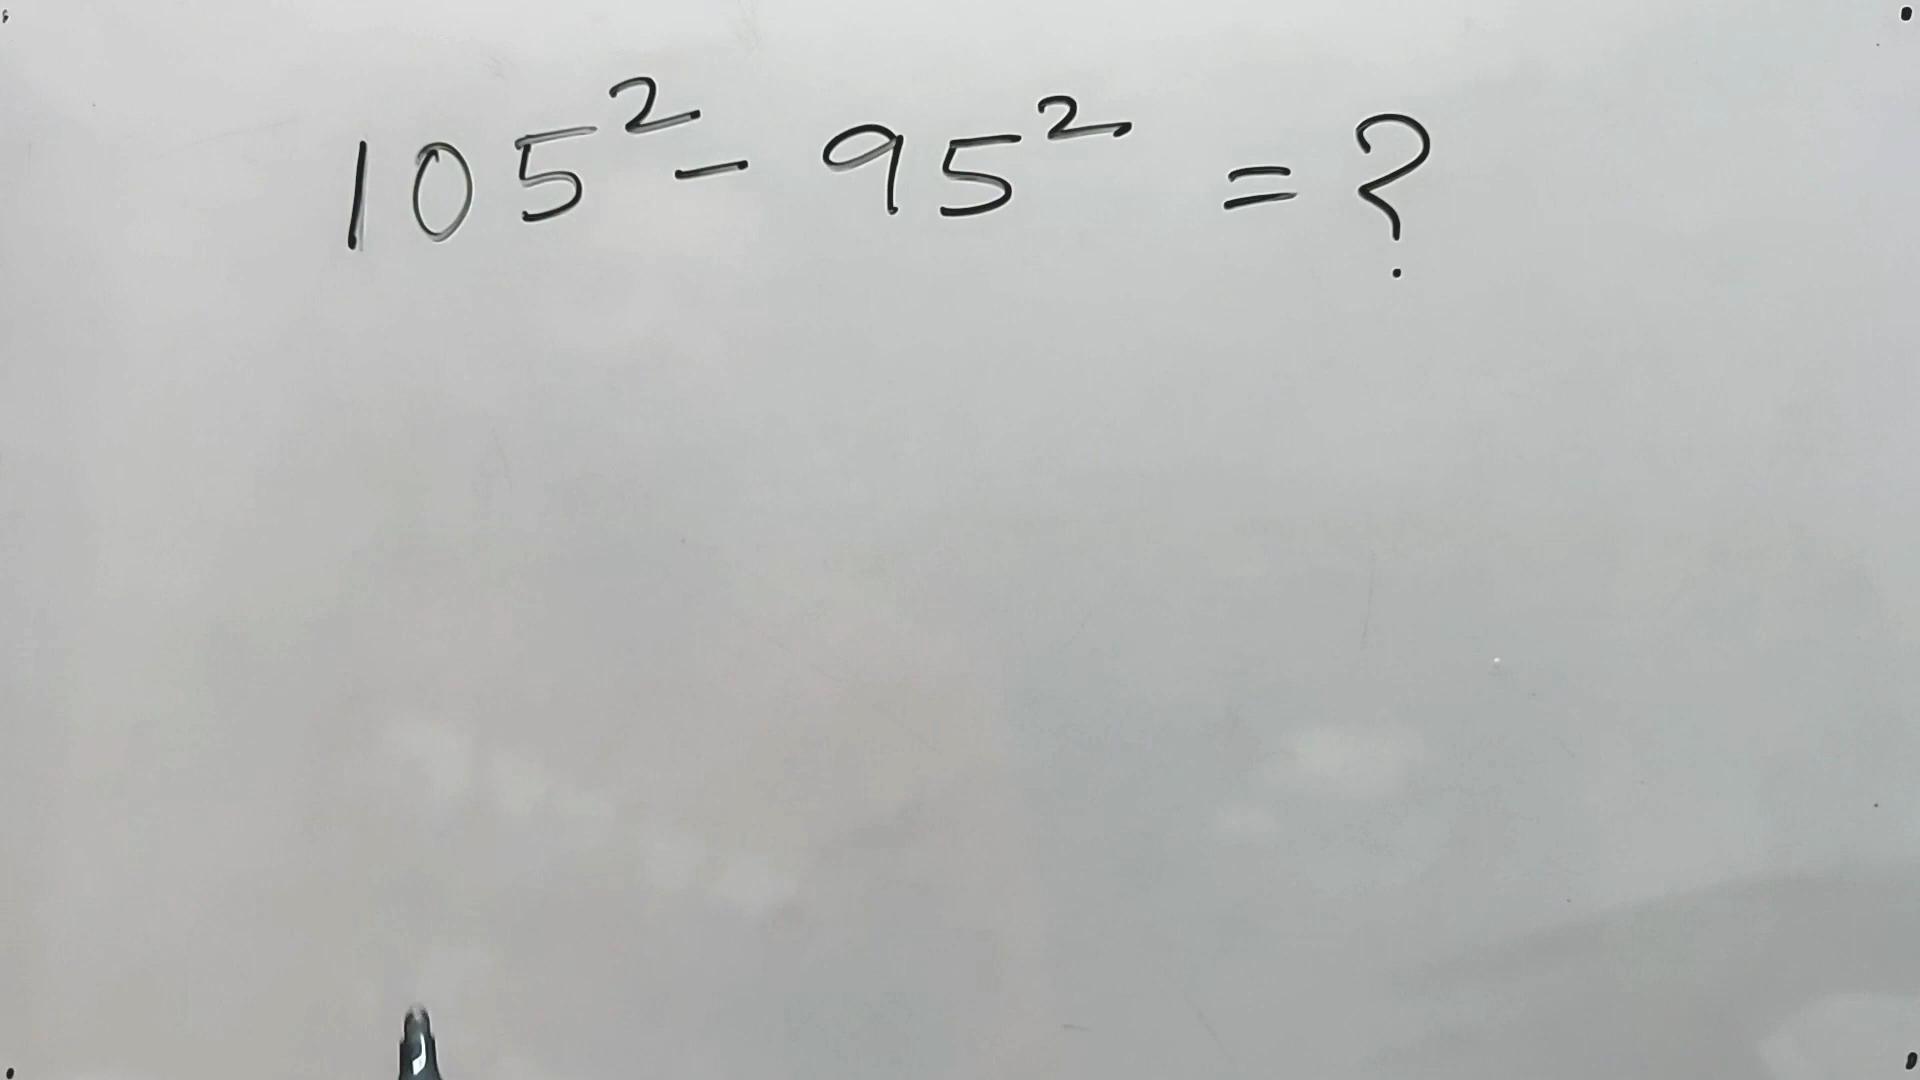 105² - 95² = ?